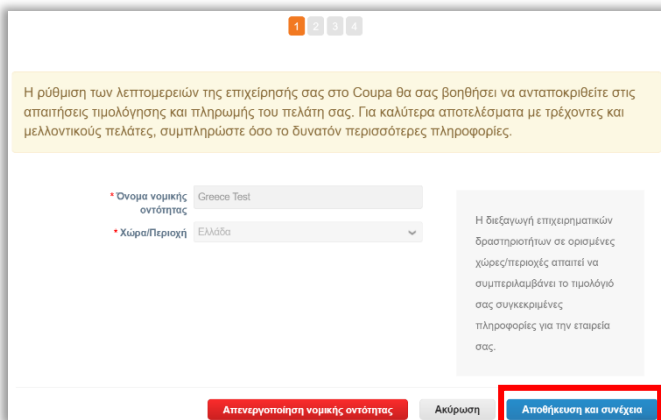 1 2 3 4
Η ρύθμιση των λεπτομερειών της επιχείρησής σας στο Coupa θα σας βοηθήσει να ανταποκριθείτε στις
απαιτήσεις τιμολόγησης και πληρωμής του πελάτη σας. Για καλύτερα αποτελέσματα με τρέχοντες και
μελλοντικούς πελάτες, συμπληρώστε όσο το δυνατόν περισσότερες πληροφορίες.
* Όνομα νομικής οντότητας
Greece Test
* Χώρα/Περιοχή Ελλάδα
Η διεξαγωγή επιχειρηματικών
δραστηριοτήτων σε ορισμένες
χώρες/περιοχές απαιτεί να
συμπεριλαμβάνει το τιμολόγιό
σας συγκεκριμένες
πληροφορίες για την εταιρεία
σας.
Απενεργοποίηση νομικής οντότητας Ακύρωση Αποθήκευση και συνέχεια